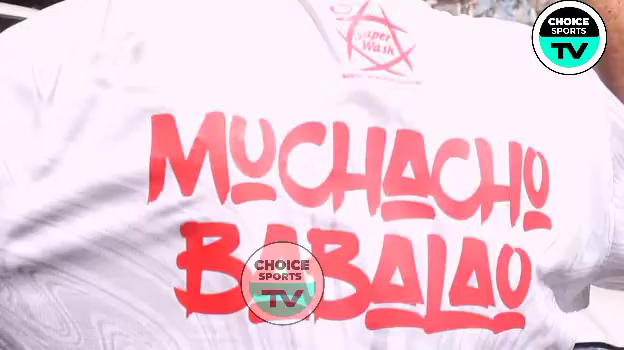 CHOICE
SPORTS
TV
Super
Wash
MUCHACHO
BABALAO
CHOICE
SPORTS
TV